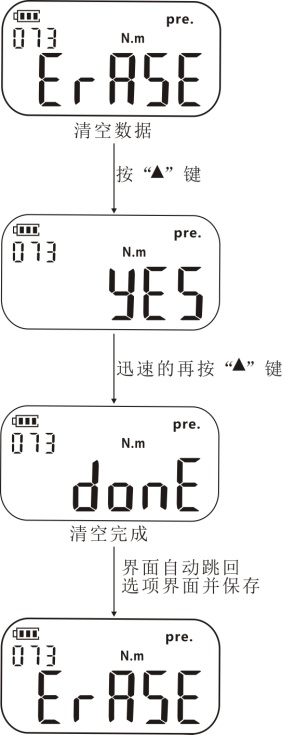 pre.
073
N.m
ErASE
清空数据
按“▲”键
pre.
073
N.m
YES
迅速的再按“▲”键
pre.
073
N.m
donE
清空完成
界面自动跳回
选项界面并保存
pre.
073
N.m
ErASE